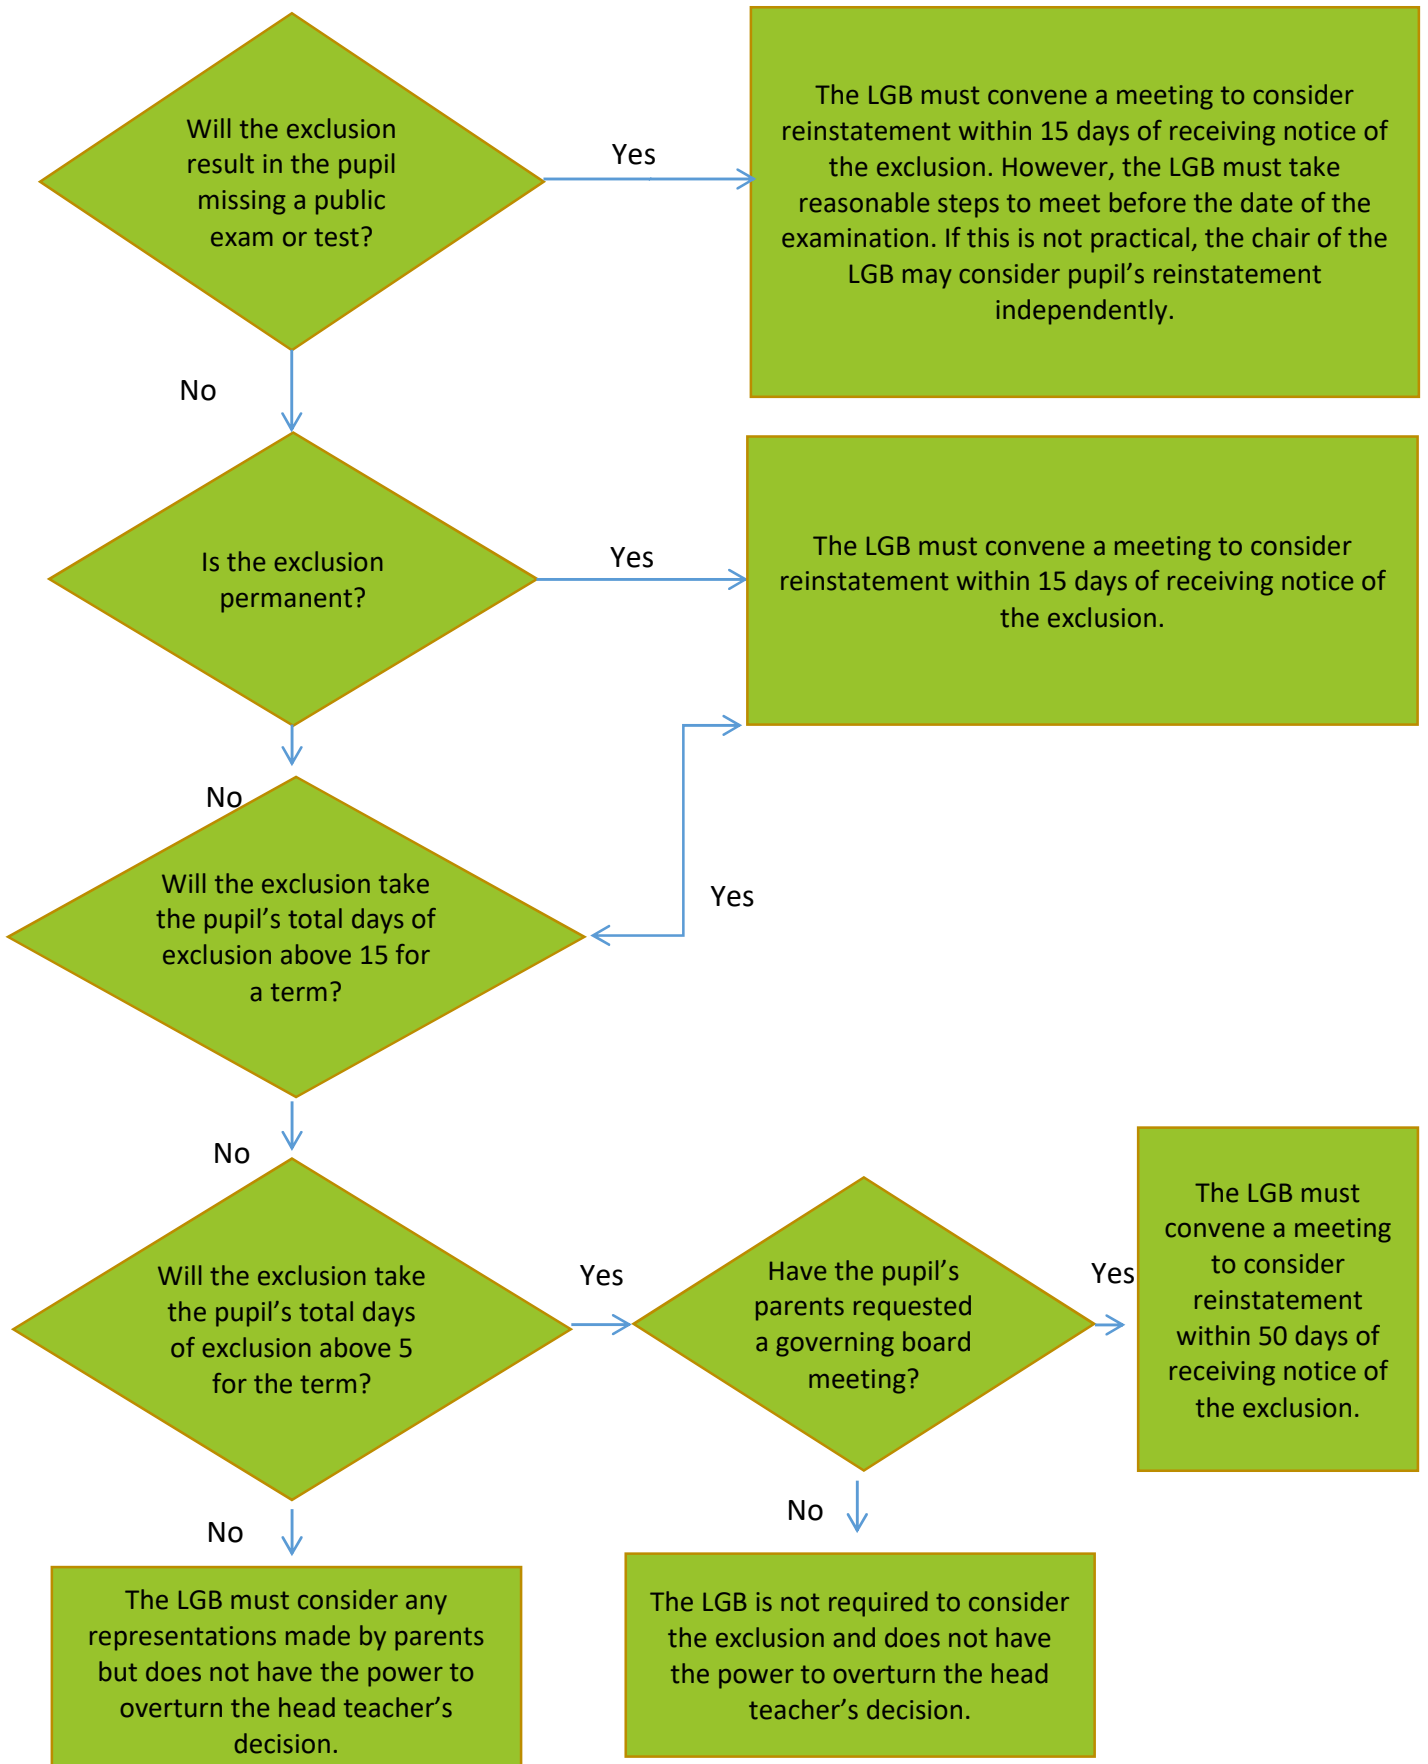 Will the exclusion
result in the pupil
missing a public
exam or test?
Yes
The LGB must convene a meeting to consider
reinstatement within 15 days of receiving notice of
the exclusion. However, the LGB must take
reasonable steps to meet before the date of the
examination. If this is not practical, the chair of the
LGB may consider pupil’s reinstatement
independently.
No
Is the exclusion
permanent?
Yes
The LGB must convene a meeting to consider
reinstatement within 15 days of receiving notice of
the exclusion.
No
Will the exclusion take
the pupil’s total days of
exclusion above 15 for
a term?
Yes
No
Will the exclusion take
the pupil’s total days
of exclusion above 5
for the term?
Yes
Have the pupil’s
parents requested
a governing board
meeting?
Yes
The LGB must
convene a meeting
to consider
reinstatement
within 50 days of
receiving notice of
the exclusion.
No
The LGB must consider any
representations made by parents
but does not have the power to
overturn the head teacher’s
decision.
No
The LGB is not required to consider
the exclusion and does not have
the power to overturn the head
teacher’s decision.